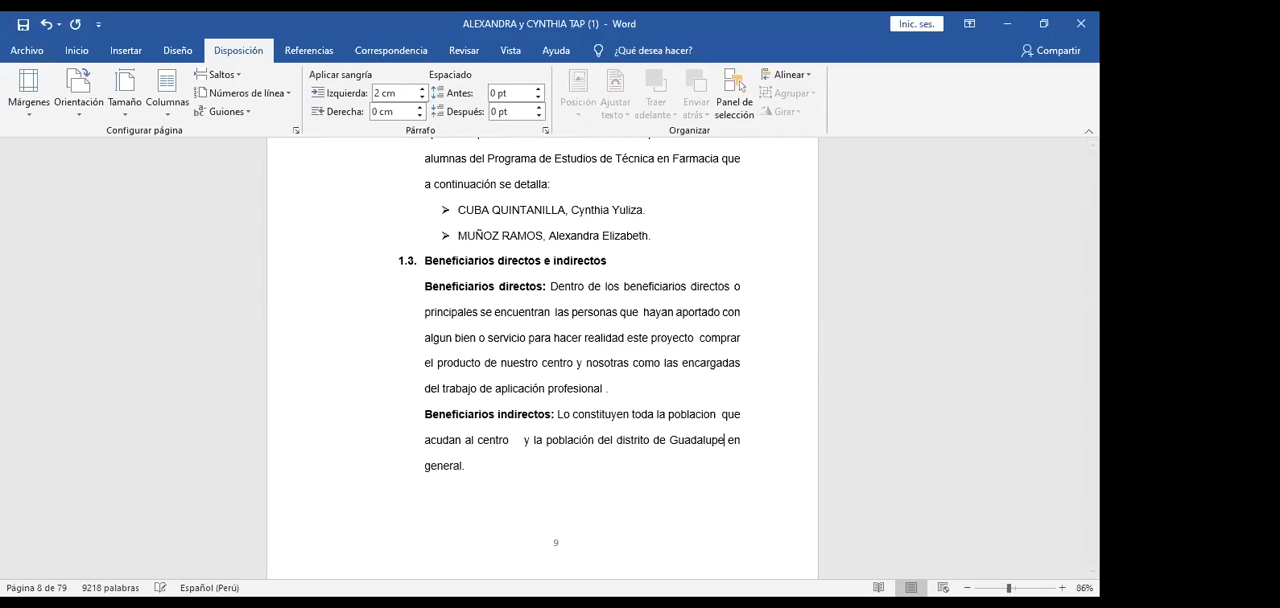 ALEXANDRA y CYNTHIA TAP (1) - Word
Inic. ses.
Archivo Inicio Insertar Diseño Disposición Referencias Correspondencia Revisar Vista Ayuda ¿Qué desea hacer? Compartir
Márgenes Orientación Tamaño Columnas
Saltos
Números de línea
Guiones
Configurar página
Aplicar sangría Espaciado
Izquierda: 2 cm Antes: 0 pt
Derecha: 0 cm Después: 0 pt
Párrafo
Posición Ajustar texto Traer adelante Enviar atrás Panel de selección
Alinear
Agrupar
Girar
Organizar
alumnas del Programa de Estudios de Técnica en Farmacia que
a continuación se detalla:
➢ CUBA QUINTANILLA, Cynthia Yuliza.
➢ MUÑOZ RAMOS, Alexandra Elizabeth.
1.3. Beneficiarios directos e indirectos
Beneficiarios directos: Dentro de los beneficiarios directos o
principales se encuentran las personas que hayan aportado con
algun bien o servicio para hacer realidad este proyecto comprar
el producto de nuestro centro y nosotras como las encargadas
del trabajo de aplicación profesional .
Beneficiarios indirectos: Lo constituyen toda la poblacion que
acudan al centro y la población del distrito de Guadalupe en
general.
9
Página 8 de 79 9218 palabras Español (Perú) 86%